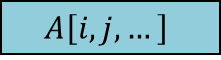 A[i, j, … ]